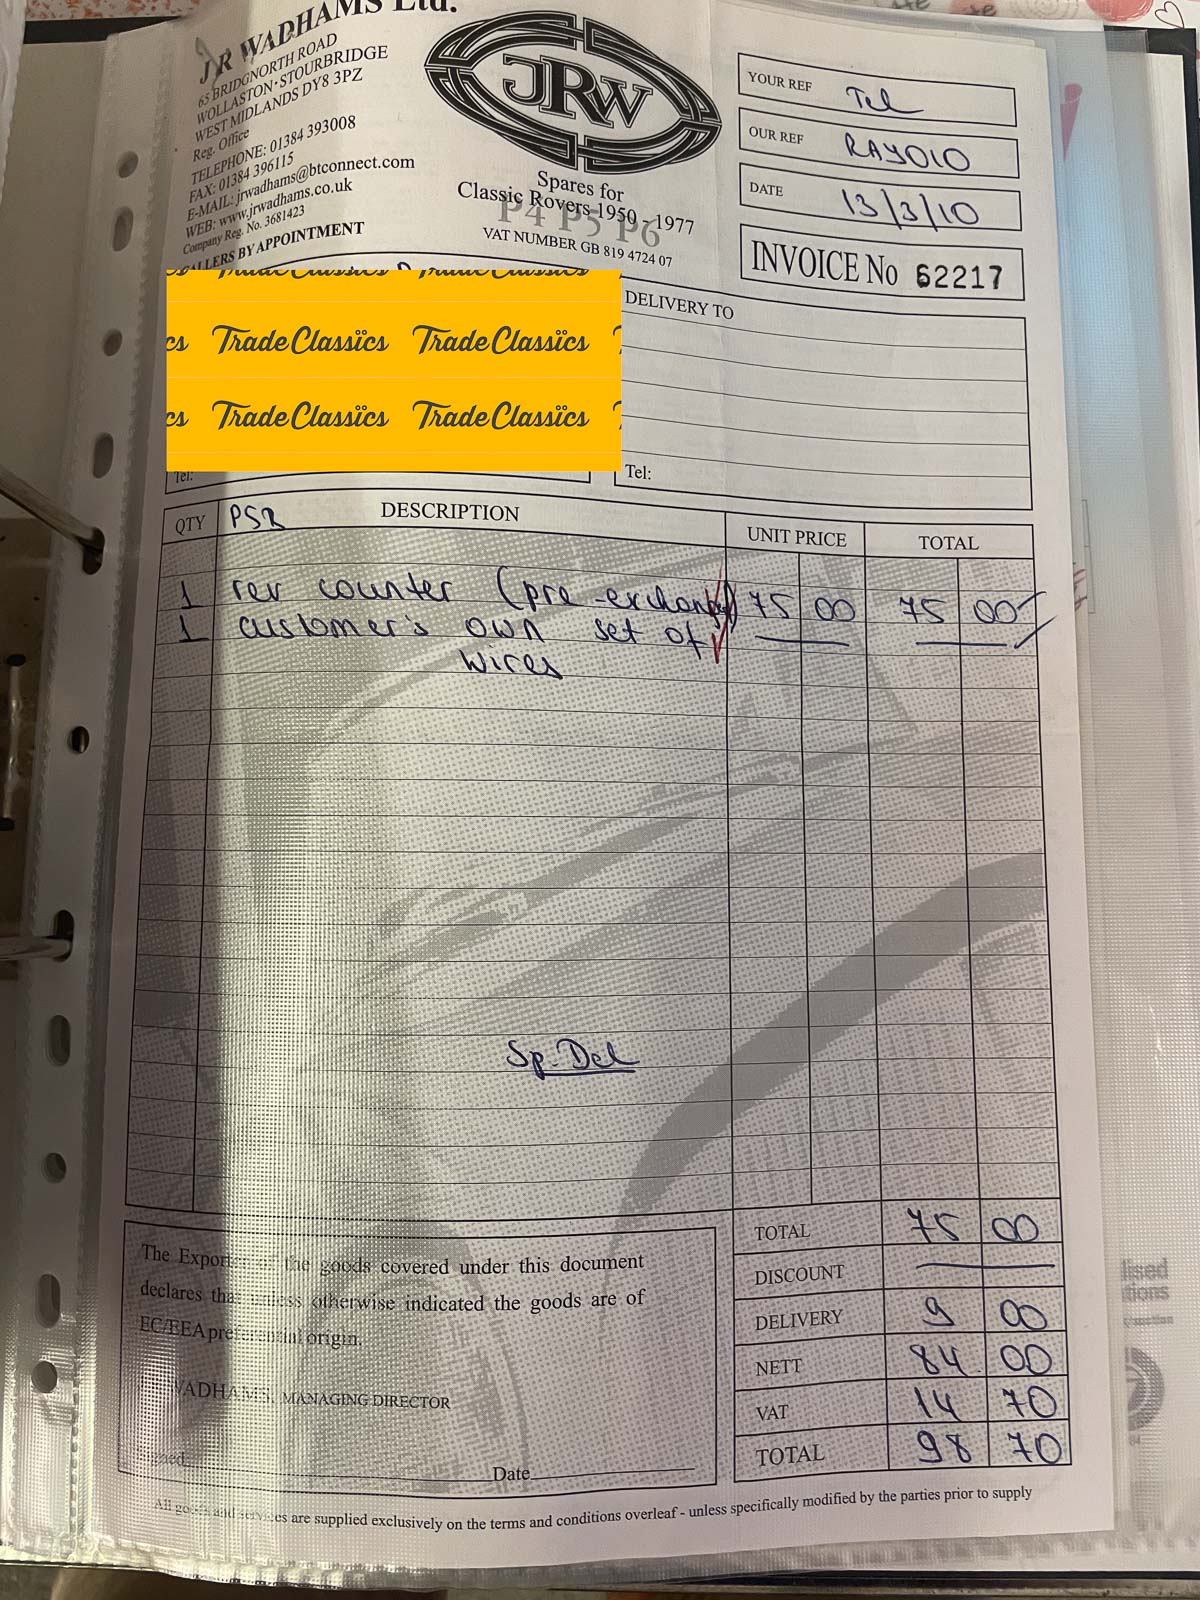 J R WADHAMS Ltd.
65 BRIDGNORTH ROAD
WOLLASTON · STOURBRIDGE
WEST MIDLANDS DY8 3PZ
Reg. Office
TELEPHONE: 01384 393008
FAX: 01384 396115
E-MAIL: jrwadhams@btconnect.com
WEB: www.jrwadhams.co.uk
Company Reg. No. 3681423
CALLERS BY APPOINTMENT
JRW
Spares for
Classic Rovers 1950 - 1977
P4 P5 P6
VAT NUMBER GB 819 4724 07
YOUR REF Tel
OUR REF RAY010
DATE 13/3/10
INVOICE No 62217
TradeClassics TradeClassics
TradeClassics TradeClassics
Tel:
DELIVERY TO
Tel:
QTY P5B DESCRIPTION UNIT PRICE TOTAL
1 rev counter (pre-exchange) 75 00 75 00
1 customer's own set of
wires
Sp. Del
The Exporter of the goods covered under this document
declares that unless otherwise indicated the goods are of
EC/EEA preferential origin.
WADHAMS, MANAGING DIRECTOR
Signed Date
TOTAL 75 00
DISCOUNT
DELIVERY 9 00
NETT 84 00
VAT 14 70
TOTAL 98 70
All goods and services are supplied exclusively on the terms and conditions overleaf - unless specifically modified by the parties prior to supply